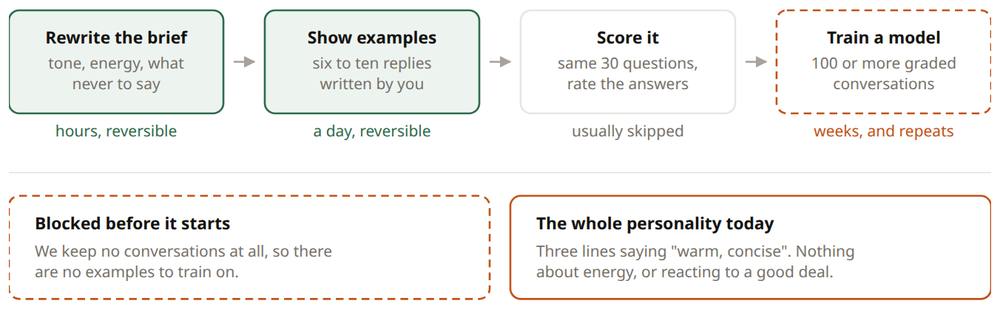 Rewrite the brief
tone, energy, what
never to say
hours, reversible
Show examples
six to ten replies
written by you
a day, reversible
Score it
same 30 questions,
rate the answers
usually skipped
Train a model
100 or more graded
conversations
weeks, and repeats
Blocked before it starts
We keep no conversations at all, so there
are no examples to train on.
The whole personality today
Three lines saying "warm, concise". Nothing
about energy, or reacting to a good deal.